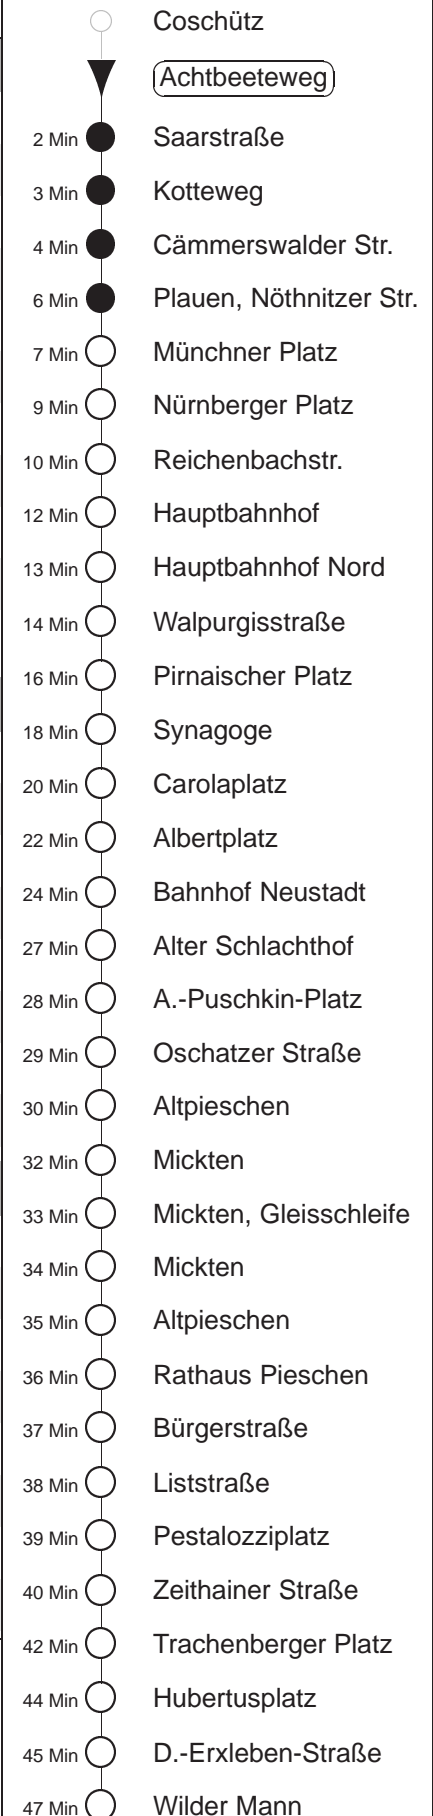 Coschütz
Achtbeeteweg
2 Min Saarstraße
3 Min Kotteweg
4 Min Cämmerswalder Str.
6 Min Plauen, Nöthnitzer Str.
7 Min Münchner Platz
9 Min Nürnberger Platz
10 Min Reichenbachstr.
12 Min Hauptbahnhof
13 Min Hauptbahnhof Nord
14 Min Walpurgisstraße
16 Min Pirnaischer Platz
18 Min Synagoge
20 Min Carolaplatz
22 Min Albertplatz
24 Min Bahnhof Neustadt
27 Min Alter Schlachthof
28 Min A.-Puschkin-Platz
29 Min Oschatzer Straße
30 Min Altpieschen
32 Min Mickten
33 Min Mickten, Gleisschleife
34 Min Mickten
35 Min Altpieschen
36 Min Rathaus Pieschen
37 Min Bürgerstraße
38 Min Liststraße
39 Min Pestalozziplatz
40 Min Zeithainer Straße
42 Min Trachenberger Platz
44 Min Hubertusplatz
45 Min D.-Erxleben-Straße
47 Min Wilder Mann